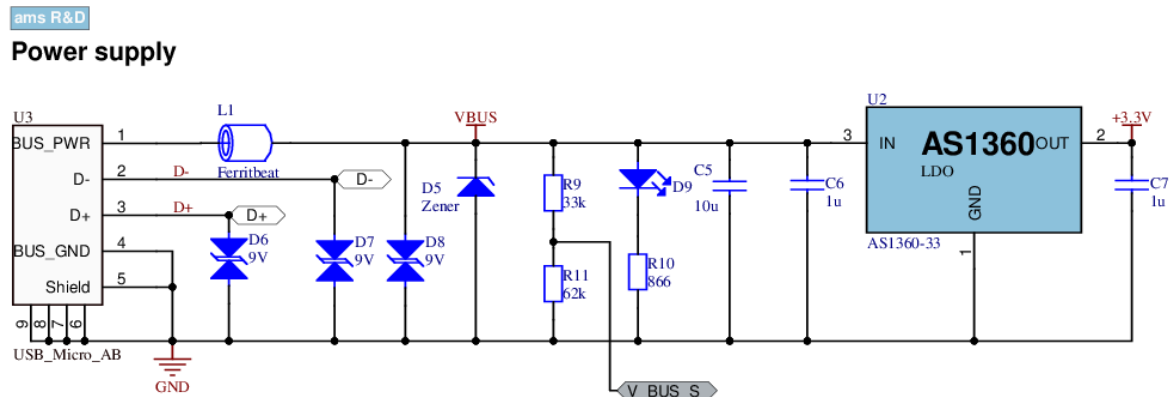 ams R&D
Power supply
U3
BUS_PWR
D-
D+
BUS_GND
Shield
1
2
3
4
5
9
8
7
6
USB_Micro_AB
D-
D+
L1
Ferritbeat
D-
D+
D6
9V
D7
9V
D8
9V
GND
VBUS
D5
Zener
R9
33k
R11
62k
D9
R10
866
C5
10u
C6
1u
V_BUS_S
U2
3
IN
AS1360
OUT
LDO
GND
1
AS1360-33
2
+3.3V
C7
1u